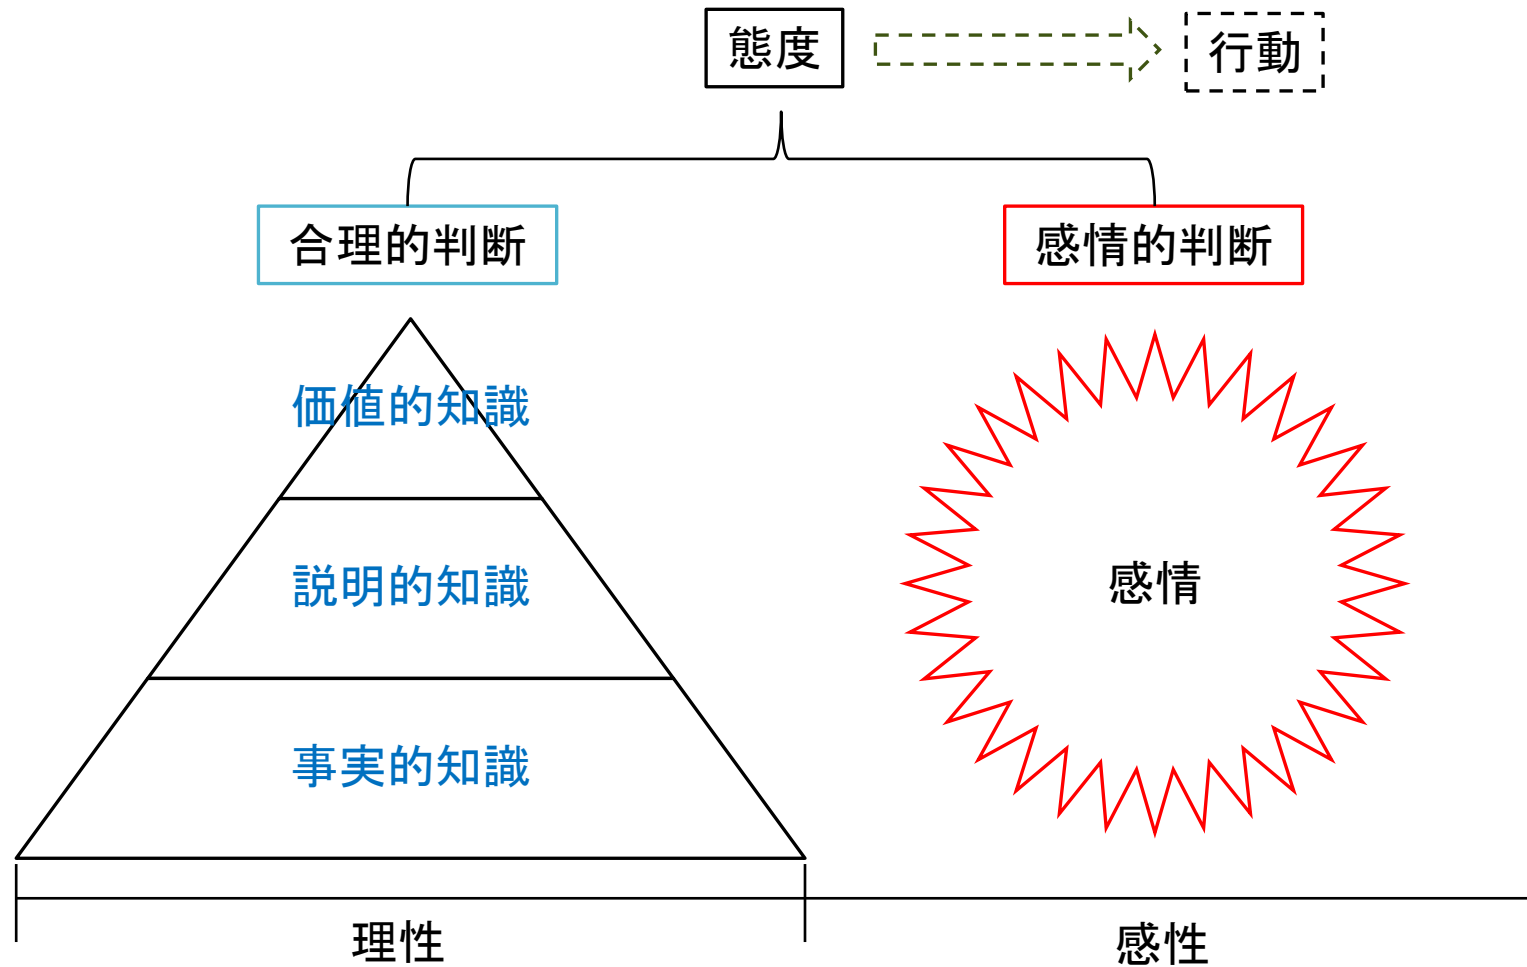 態度
行動
合理的判断
感情的判断
価値的知識
説明的知識
感情
事実的知識
理性
感性